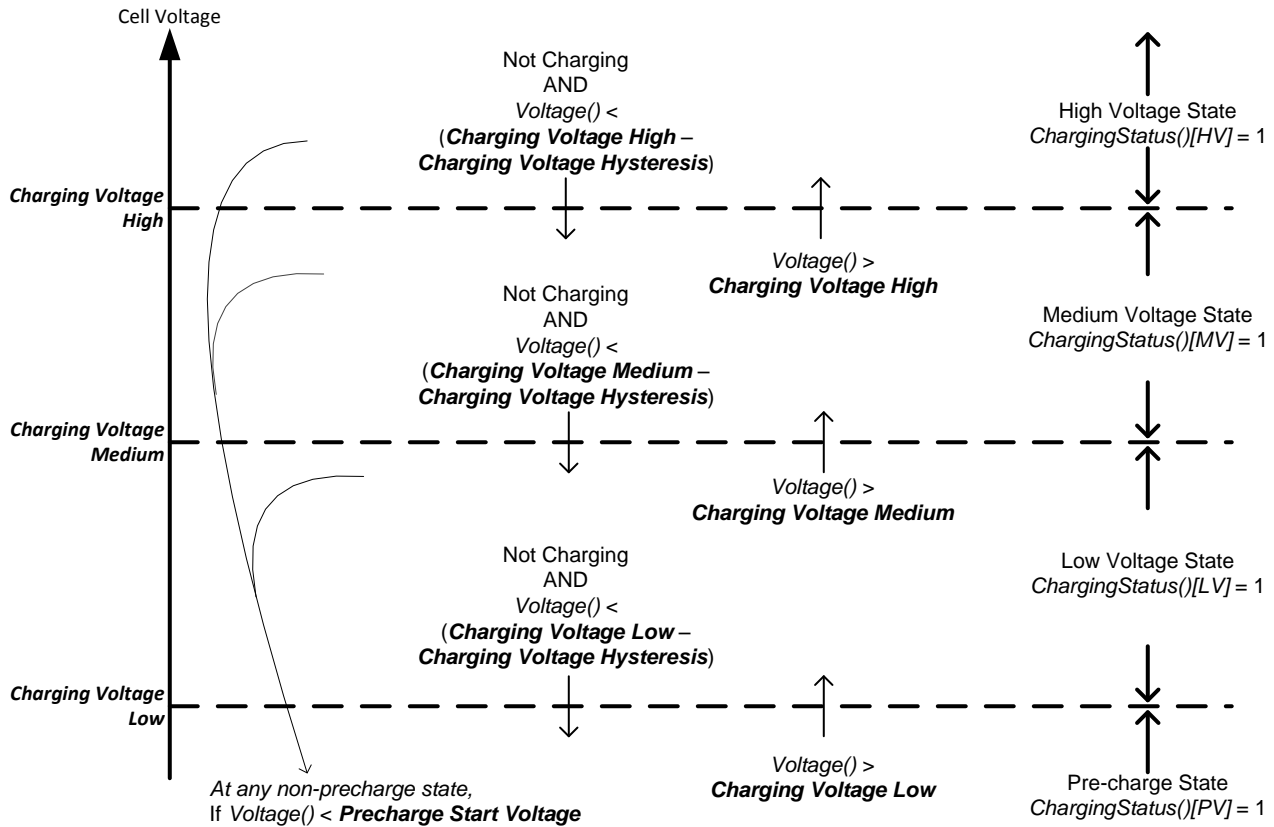 Cell Voltage
Not Charging
AND
Voltage() <
(Charging Voltage High –
Charging Voltage Hysteresis)
High Voltage State
ChargingStatus()[HV] = 1
Charging Voltage
High
Voltage() >
Charging Voltage High
Not Charging
AND
Voltage() <
(Charging Voltage Medium –
Charging Voltage Hysteresis)
Medium Voltage State
ChargingStatus()[MV] = 1
Charging Voltage
Medium
Voltage() >
Charging Voltage Medium
Not Charging
AND
Voltage() <
(Charging Voltage Low –
Charging Voltage Hysteresis)
Low Voltage State
ChargingStatus()[LV] = 1
Charging Voltage
Low
Voltage() >
Charging Voltage Low
Pre-charge State
ChargingStatus()[PV] = 1
At any non-precharge state,
If Voltage() < Precharge Start Voltage